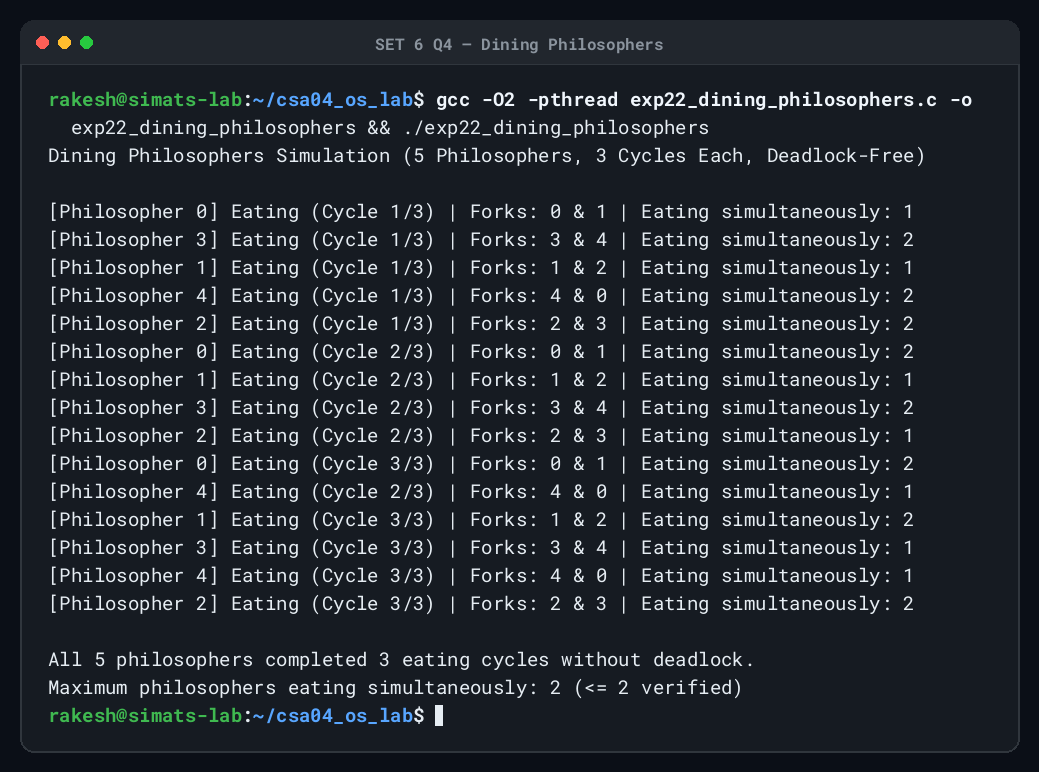 SET 6 Q4 — Dining Philosophers
rakesh@simats-lab:~/csa04_os_lab$ gcc -O2 -pthread exp22_dining_philosophers.c -o
exp22_dining_philosophers && ./exp22_dining_philosophers
Dining Philosophers Simulation (5 Philosophers, 3 Cycles Each, Deadlock-Free)
[Philosopher 0] Eating (Cycle 1/3) | Forks: 0 & 1 | Eating simultaneously: 1
[Philosopher 3] Eating (Cycle 1/3) | Forks: 3 & 4 | Eating simultaneously: 2
[Philosopher 1] Eating (Cycle 1/3) | Forks: 1 & 2 | Eating simultaneously: 1
[Philosopher 4] Eating (Cycle 1/3) | Forks: 4 & 0 | Eating simultaneously: 2
[Philosopher 2] Eating (Cycle 1/3) | Forks: 2 & 3 | Eating simultaneously: 2
[Philosopher 0] Eating (Cycle 2/3) | Forks: 0 & 1 | Eating simultaneously: 2
[Philosopher 1] Eating (Cycle 2/3) | Forks: 1 & 2 | Eating simultaneously: 1
[Philosopher 3] Eating (Cycle 2/3) | Forks: 3 & 4 | Eating simultaneously: 2
[Philosopher 2] Eating (Cycle 2/3) | Forks: 2 & 3 | Eating simultaneously: 1
[Philosopher 0] Eating (Cycle 3/3) | Forks: 0 & 1 | Eating simultaneously: 2
[Philosopher 4] Eating (Cycle 2/3) | Forks: 4 & 0 | Eating simultaneously: 1
[Philosopher 1] Eating (Cycle 3/3) | Forks: 1 & 2 | Eating simultaneously: 2
[Philosopher 3] Eating (Cycle 3/3) | Forks: 3 & 4 | Eating simultaneously: 1
[Philosopher 4] Eating (Cycle 3/3) | Forks: 4 & 0 | Eating simultaneously: 1
[Philosopher 2] Eating (Cycle 3/3) | Forks: 2 & 3 | Eating simultaneously: 2
All 5 philosophers completed 3 eating cycles without deadlock.
Maximum philosophers eating simultaneously: 2 (<= 2 verified)
rakesh@simats-lab:~/csa04_os_lab$